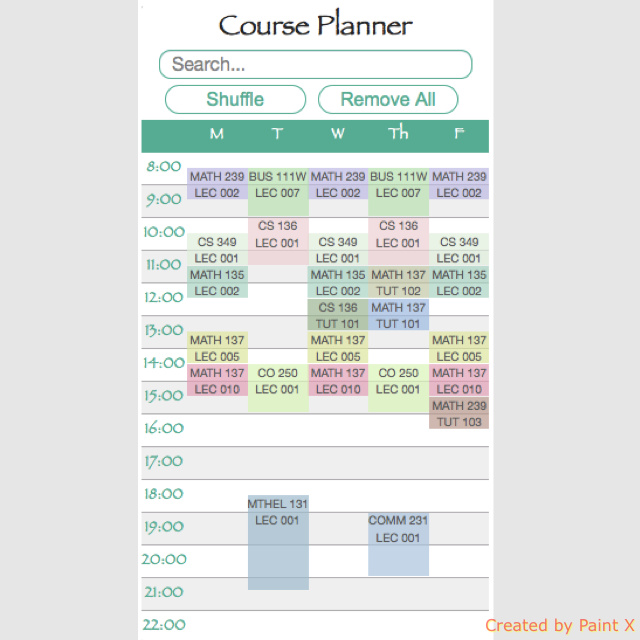 Course Planner
Search...
Shuffle Remove All
M T W Th F
8:00
MATH 239 BUS 111W MATH 239 BUS 111W MATH 239
LEC 002 LEC 007 LEC 002 LEC 007 LEC 002
9:00
CS 136 CS 136
10:00
CS 349 LEC 001 CS 349 LEC 001 CS 349
LEC 001 LEC 001 LEC 001
11:00
MATH 135 MATH 135 MATH 137 MATH 135
LEC 002 LEC 002 TUT 102 LEC 002
12:00
CS 136 MATH 137
TUT 101 TUT 101
13:00
MATH 137 MATH 137 MATH 137
LEC 005 LEC 005 LEC 005
14:00
MATH 137 CO 250 MATH 137 CO 250 MATH 137
LEC 010 LEC 001 LEC 010 LEC 001 LEC 010
15:00
MATH 239
TUT 103
16:00
17:00
18:00
MTHEL 131
LEC 001 COMM 231
19:00
LEC 001
20:00
21:00
22:00
Created by Paint X